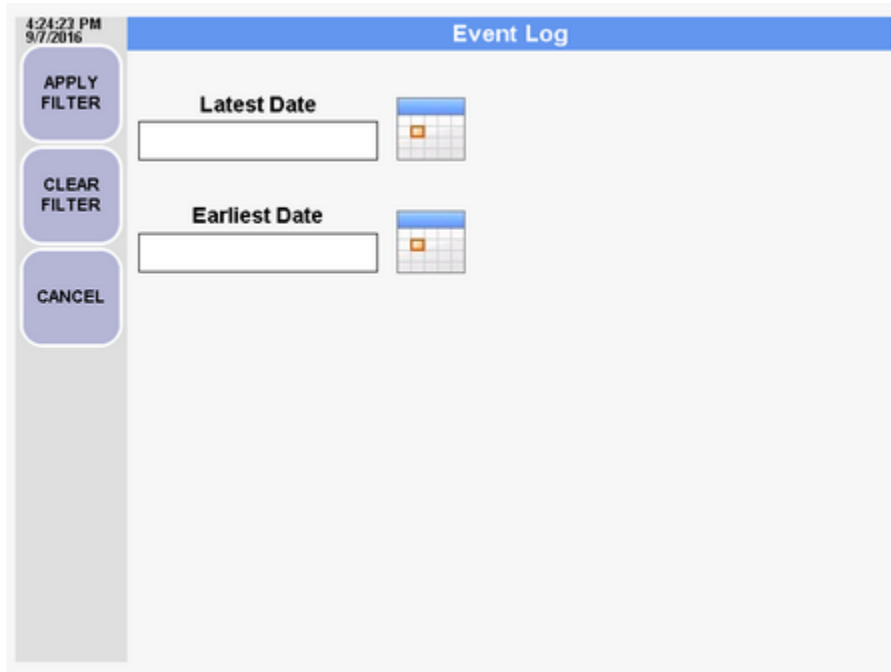 4:24:23 PM
9/7/2016
Event Log
APPLY
FILTER
Latest Date
CLEAR
FILTER
Earliest Date
CANCEL